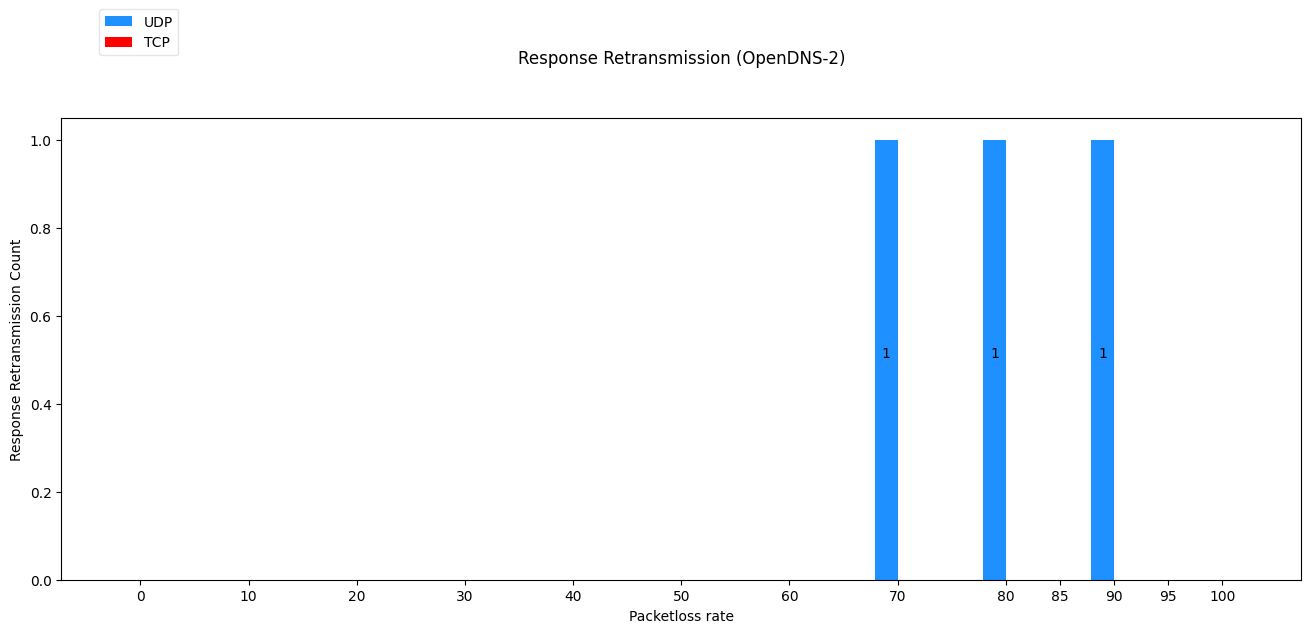 UDP
TCP
Response Retransmission (OpenDNS-2)
Response Retransmission Count
1.0
0.8
0.6
0.4
0.2
0.0
1 1 1
0 10 20 30 40 50 60 70 80 85 90 95 100
Packetloss rate